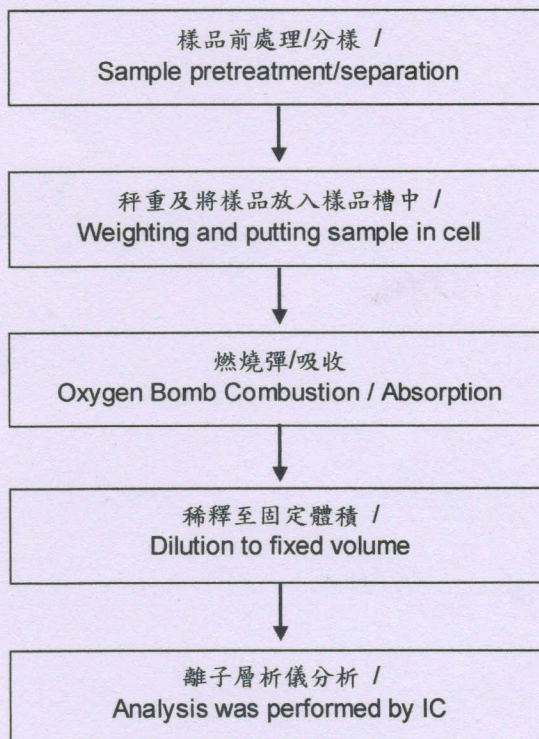 樣品前處理/分樣 /
Sample pretreatment/separation
秤重及將樣品放入樣品槽中 /
Weighting and putting sample in cell
燃燒彈/吸收
Oxygen Bomb Combustion / Absorption
稀釋至固定體積 /
Dilution to fixed volume
離子層析儀分析 /
Analysis was performed by IC